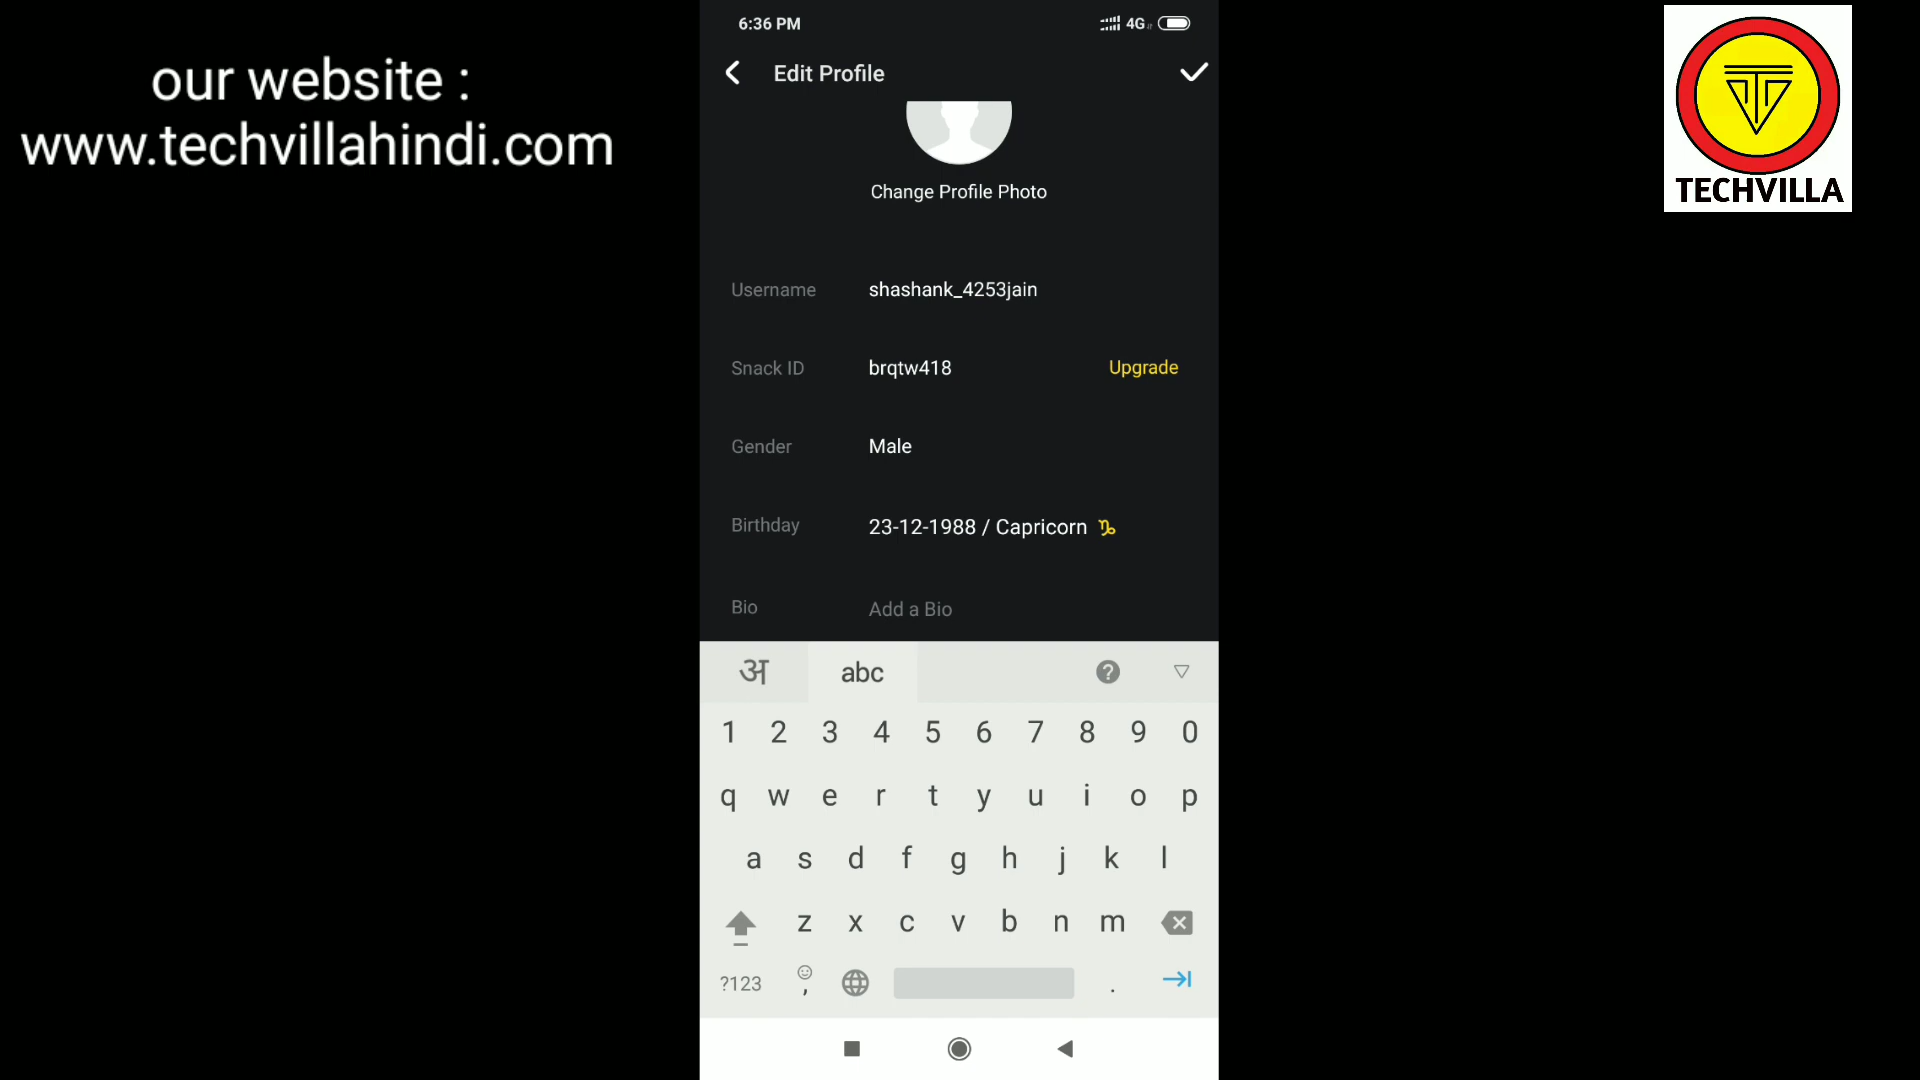 our website :
www.techvillahindi.com
6:36 PM
4G
Edit Profile
Change Profile Photo
Username shashank_4253jain
Snack ID brqtw418 Upgrade
Gender Male
Birthday 23-12-1988 / Capricorn ♑
Bio Add a Bio
अ abc ?
1 2 3 4 5 6 7 8 9 0
q w e r t y u i o p
a s d f g h j k l
z x c v b n m
?123 , .
TECHVILLA